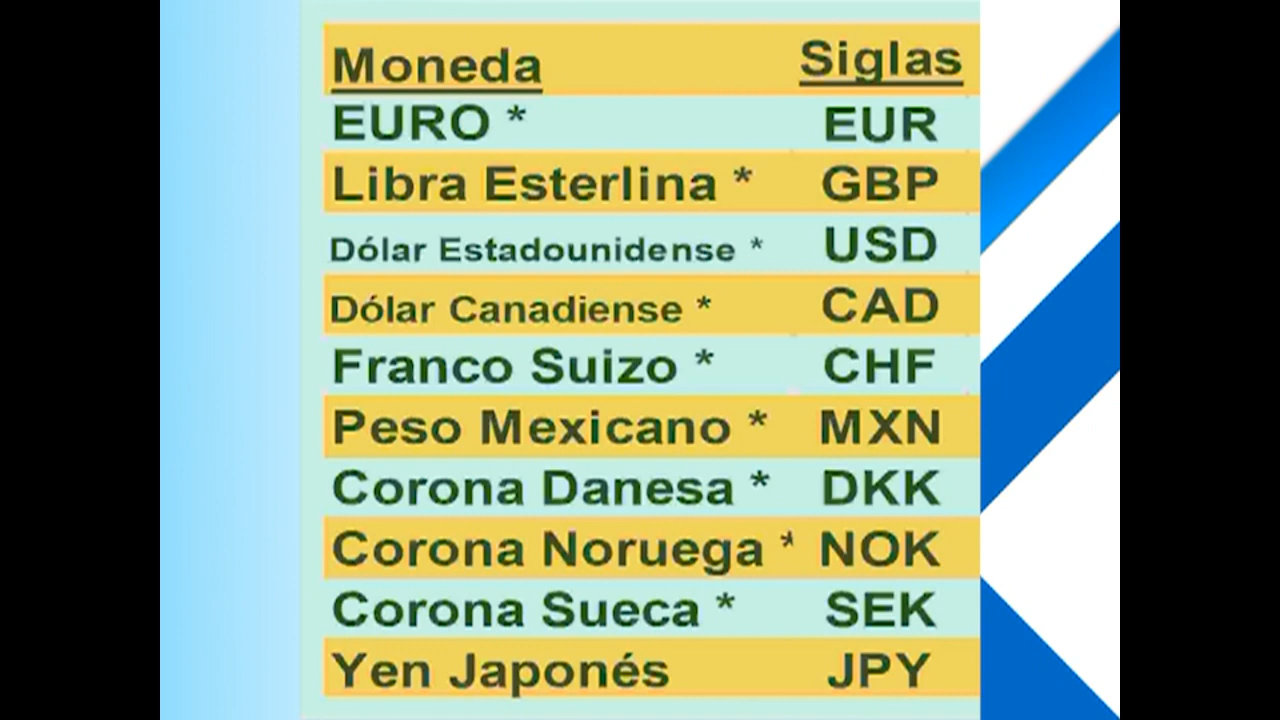 Moneda Siglas
EURO * EUR
Libra Esterlina * GBP
Dólar Estadounidense * USD
Dólar Canadiense * CAD
Franco Suizo * CHF
Peso Mexicano * MXN
Corona Danesa * DKK
Corona Noruega * NOK
Corona Sueca * SEK
Yen Japonés JPY